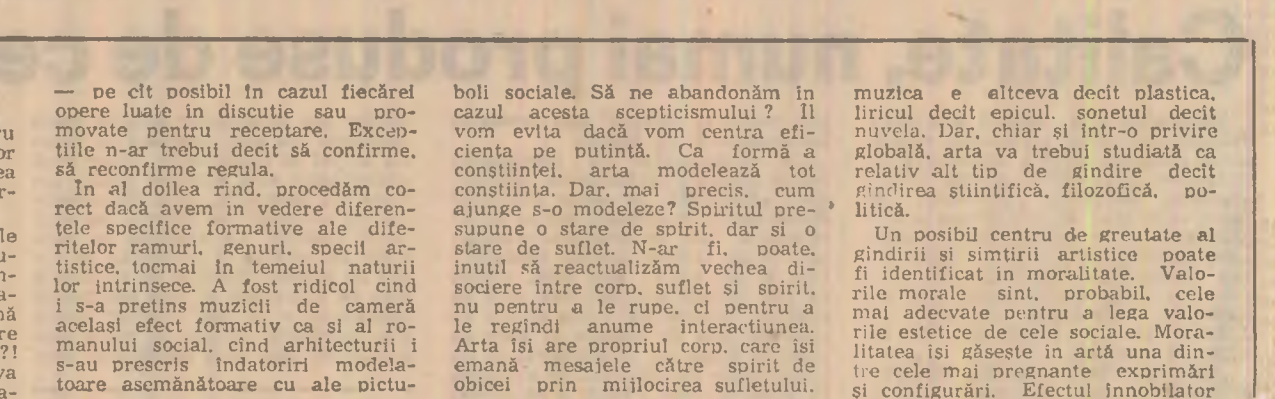 — pe cît posibil în cazul fiecărei
opere luate în discuție sau pro-
movate pentru receptare. Excep-
țiile n-ar trebui decît să confirme,
să reconfirme regula.
În al doilea rînd, procedăm co-
rect dacă avem în vedere diferen-
țele specifice formative ale dife-
ritelor ramuri, genuri, specii ar-
tistice, tocmai în temeiul naturii
lor intrinsece. A fost ridicol cînd
i s-a pretins muzicii de cameră
același efect formativ ca și al ro-
manului social, cînd arhitecturii i
s-au prescris îndatoriri modela-
toare asemănătoare cu ale pictu-
boli sociale. Să ne abandonăm în
cazul acesta scepticismului? Îl
vom evita dacă vom centra efi-
ciența pe putință. Ca formă a
conștiinței, arta modelează tot
conștiința. Dar, mai precis, cum
ajunge s-o modeleze? Spiritul pre-
supune o stare de spirit, dar și o
stare de suflet. N-ar fi, poate,
inutil să reactualizăm vechea di-
sociere între corp, suflet și spirit,
nu pentru a le rupe, ci pentru a
le regîndi anume interacțiunea.
Arta își are propriul corp, care își
emană mesajele către spirit de
obicei prin mijlocirea sufletului.
muzica e altceva decît plastica,
liricul decît epicul, sonetul decît
nuvela. Dar, chiar și într-o privire
globală, arta va trebui studiată ca
relativ alt tip de gîndire decît
gîndirea științifică, filozofică, po-
litică.
Un posibil centru de greutate al
gîndirii și simțirii artistice poate
fi identificat în moralitate. Valo-
rile morale sînt, probabil, cele
mai adecvate pentru a lega valo-
rile estetice de cele sociale. Mora-
litatea își găsește în artă una din-
tre cele mai pregnante exprimări
și configurări. Efectul înnobilator